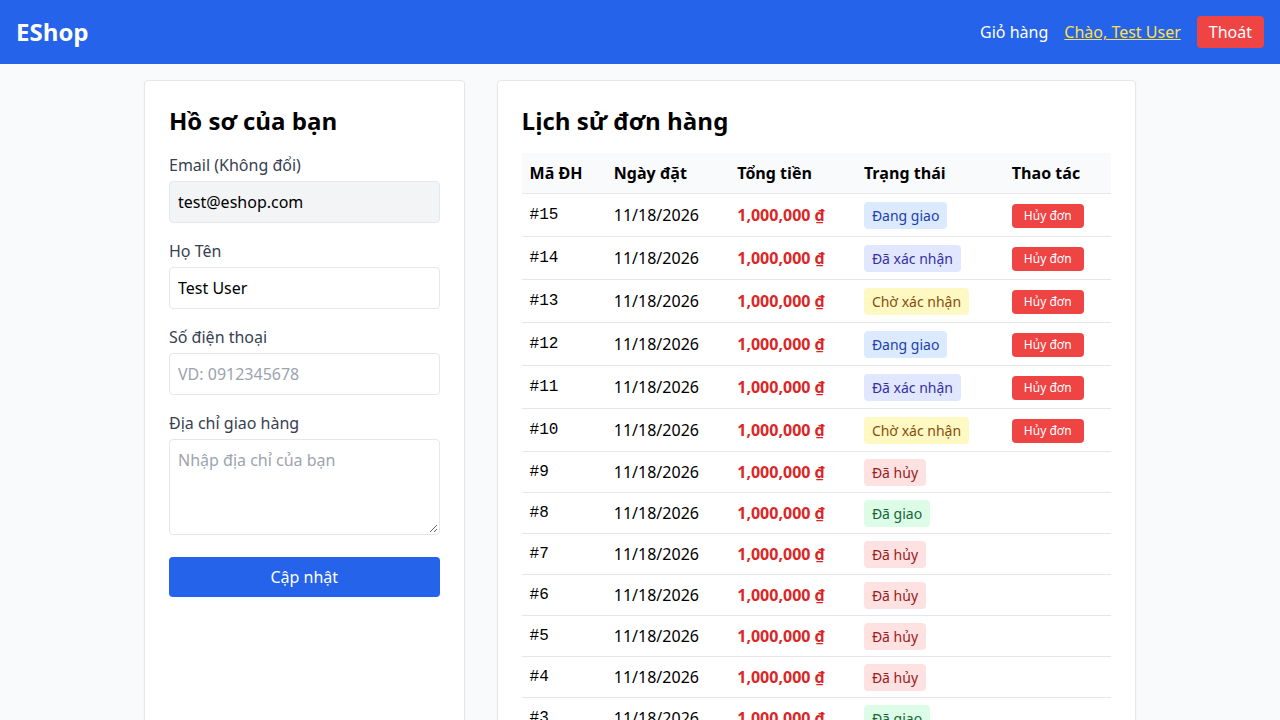 EShop
Giỏ hàng Chào, Test User Thoát
Hồ sơ của bạn
Email (Không đổi)
test@eshop.com
Họ Tên
Test User
Số điện thoại
VD: 0912345678
Địa chỉ giao hàng
Nhập địa chỉ của bạn
Cập nhật
Lịch sử đơn hàng
Mã ĐH Ngày đặt Tổng tiền Trạng thái Thao tác
#15 11/18/2026 1,000,000 ₫ Đang giao Hủy đơn
#14 11/18/2026 1,000,000 ₫ Đã xác nhận Hủy đơn
#13 11/18/2026 1,000,000 ₫ Chờ xác nhận Hủy đơn
#12 11/18/2026 1,000,000 ₫ Đang giao Hủy đơn
#11 11/18/2026 1,000,000 ₫ Đã xác nhận Hủy đơn
#10 11/18/2026 1,000,000 ₫ Chờ xác nhận Hủy đơn
#9 11/18/2026 1,000,000 ₫ Đã hủy
#8 11/18/2026 1,000,000 ₫ Đã giao
#7 11/18/2026 1,000,000 ₫ Đã hủy
#6 11/18/2026 1,000,000 ₫ Đã hủy
#5 11/18/2026 1,000,000 ₫ Đã hủy
#4 11/18/2026 1,000,000 ₫ Đã hủy
#3 11/18/2026 1,000,000 ₫ Đã giao